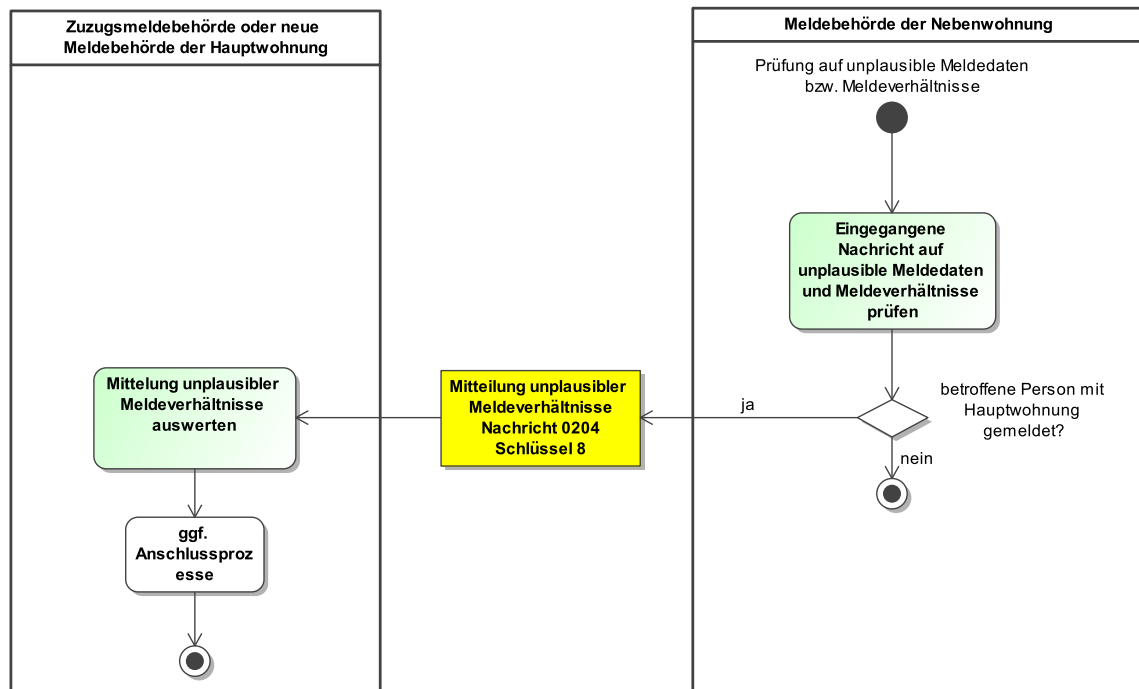 Zuzugsmeldebehörde oder neue
Meldebehörde der Hauptwohnung
Meldebehörde der Nebenwohnung
Prüfung auf unplausible Meldedaten
bzw. Meldeverhältnisse
Eingegangene
Nachricht auf
unplausible Meldedaten
und Meldeverhältnisse
prüfen
betroffene Person mit
Hauptwohnung
gemeldet?
ja
nein
Mitteilung unplausibler
Meldeverhältnisse
Nachricht 0204
Schlüssel 8
Mittelung unplausibler
Meldeverhältnisse
auswerten
ggf.
Anschlussproz
esse